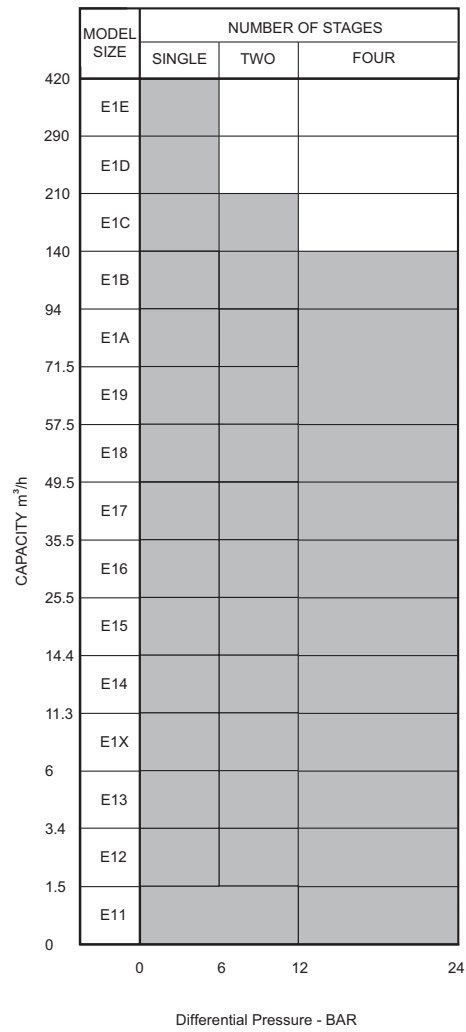 MODEL SIZE
NUMBER OF STAGES
SINGLE TWO FOUR
420
E1E
290
E1D
210
E1C
140
E1B
94
E1A
71.5
E19
57.5
E18
49.5
E17
35.5
E16
25.5
E15
14.4
E14
11.3
E1X
6
E13
3.4
E12
1.5
E11
0
CAPACITY m³/h
0 6 12 24
Differential Pressure - BAR